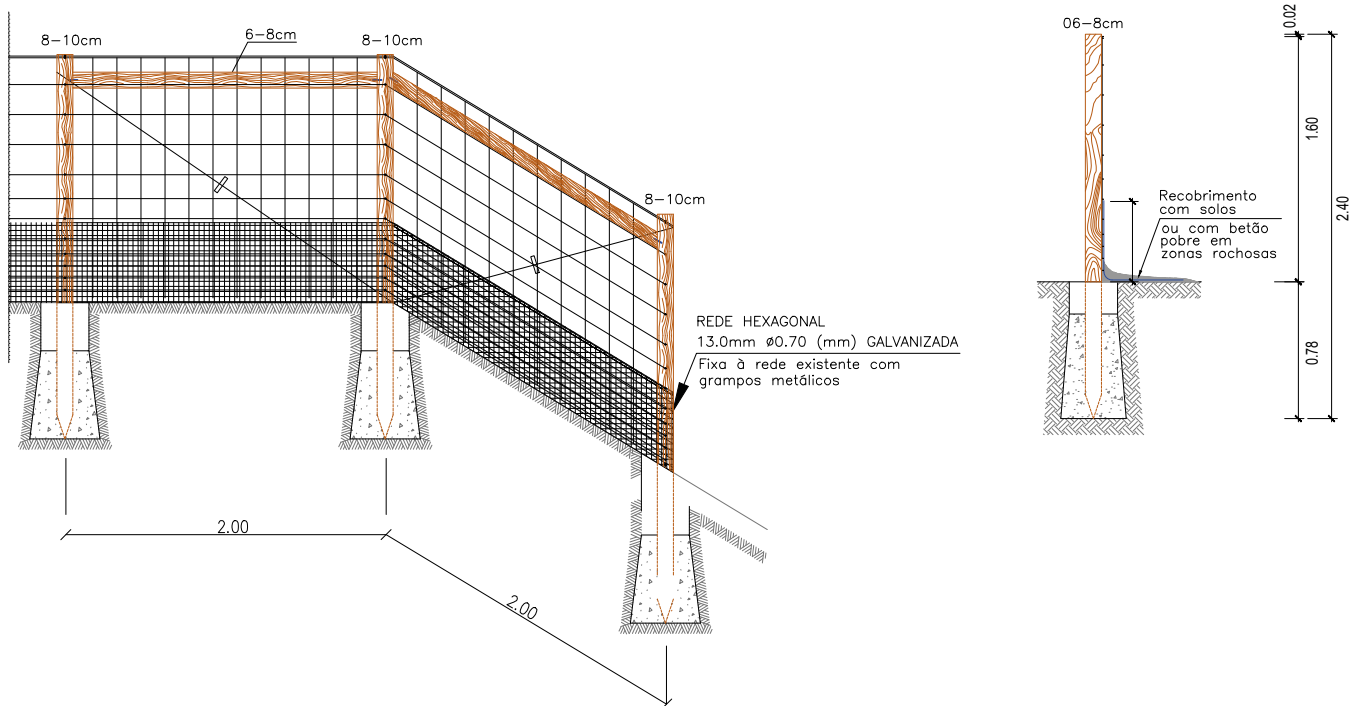 8-10cm
6-8cm
8-10cm
8-10cm
REDE HEXAGONAL
13.0mm ø0.70 (mm) GALVANIZADA
Fixa à rede existente com
grampos metálicos
2.00
2.00
06-8cm
Recobrimento
com solos
ou com betão
pobre em
zonas rochosas
0.02
1.60
0.78
2.40